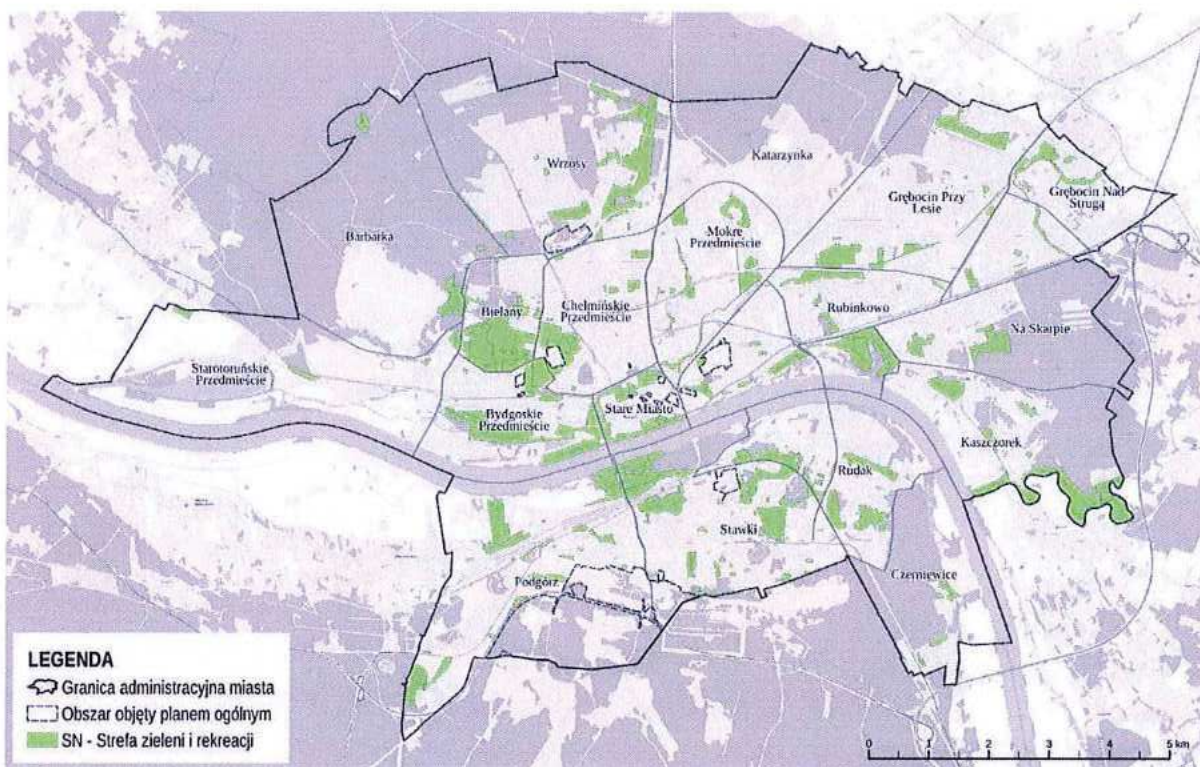 Wrzosy
Katarzynka
Grębocin Przy
Lesie
Grębocin Nad
Strugą
Barbarka
Mokre
Przedmieście
Bielany
Chełmińskie
Przedmieście
Rubinkowo
Na Skarpie
Starotoruńskie
Przedmieście
Bydgoskie
Przedmieście
Stare Miasto
Kaszczorek
Rudak
Stawki
Podgórz
Czerniewice
LEGENDA
Granica administracyjna miasta
Obszar objęty planem ogólnym
SN - Strefa zieleni i rekreacji
0 1 2 3 4 5 km